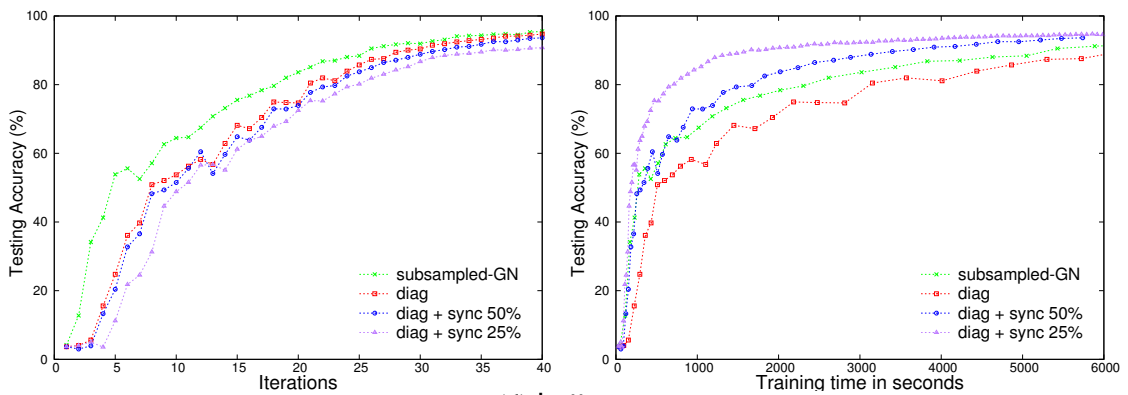 Testing Accuracy (%)
100
80
60
40
20
0
0 5 10 15 20 25 30 35 40
Iterations
subsampled-GN
diag
diag + sync 50%
diag + sync 25%
Testing Accuracy (%)
100
80
60
40
20
0
0 1000 2000 3000 4000 5000 6000
Training time in seconds
subsampled-GN
diag
diag + sync 50%
diag + sync 25%